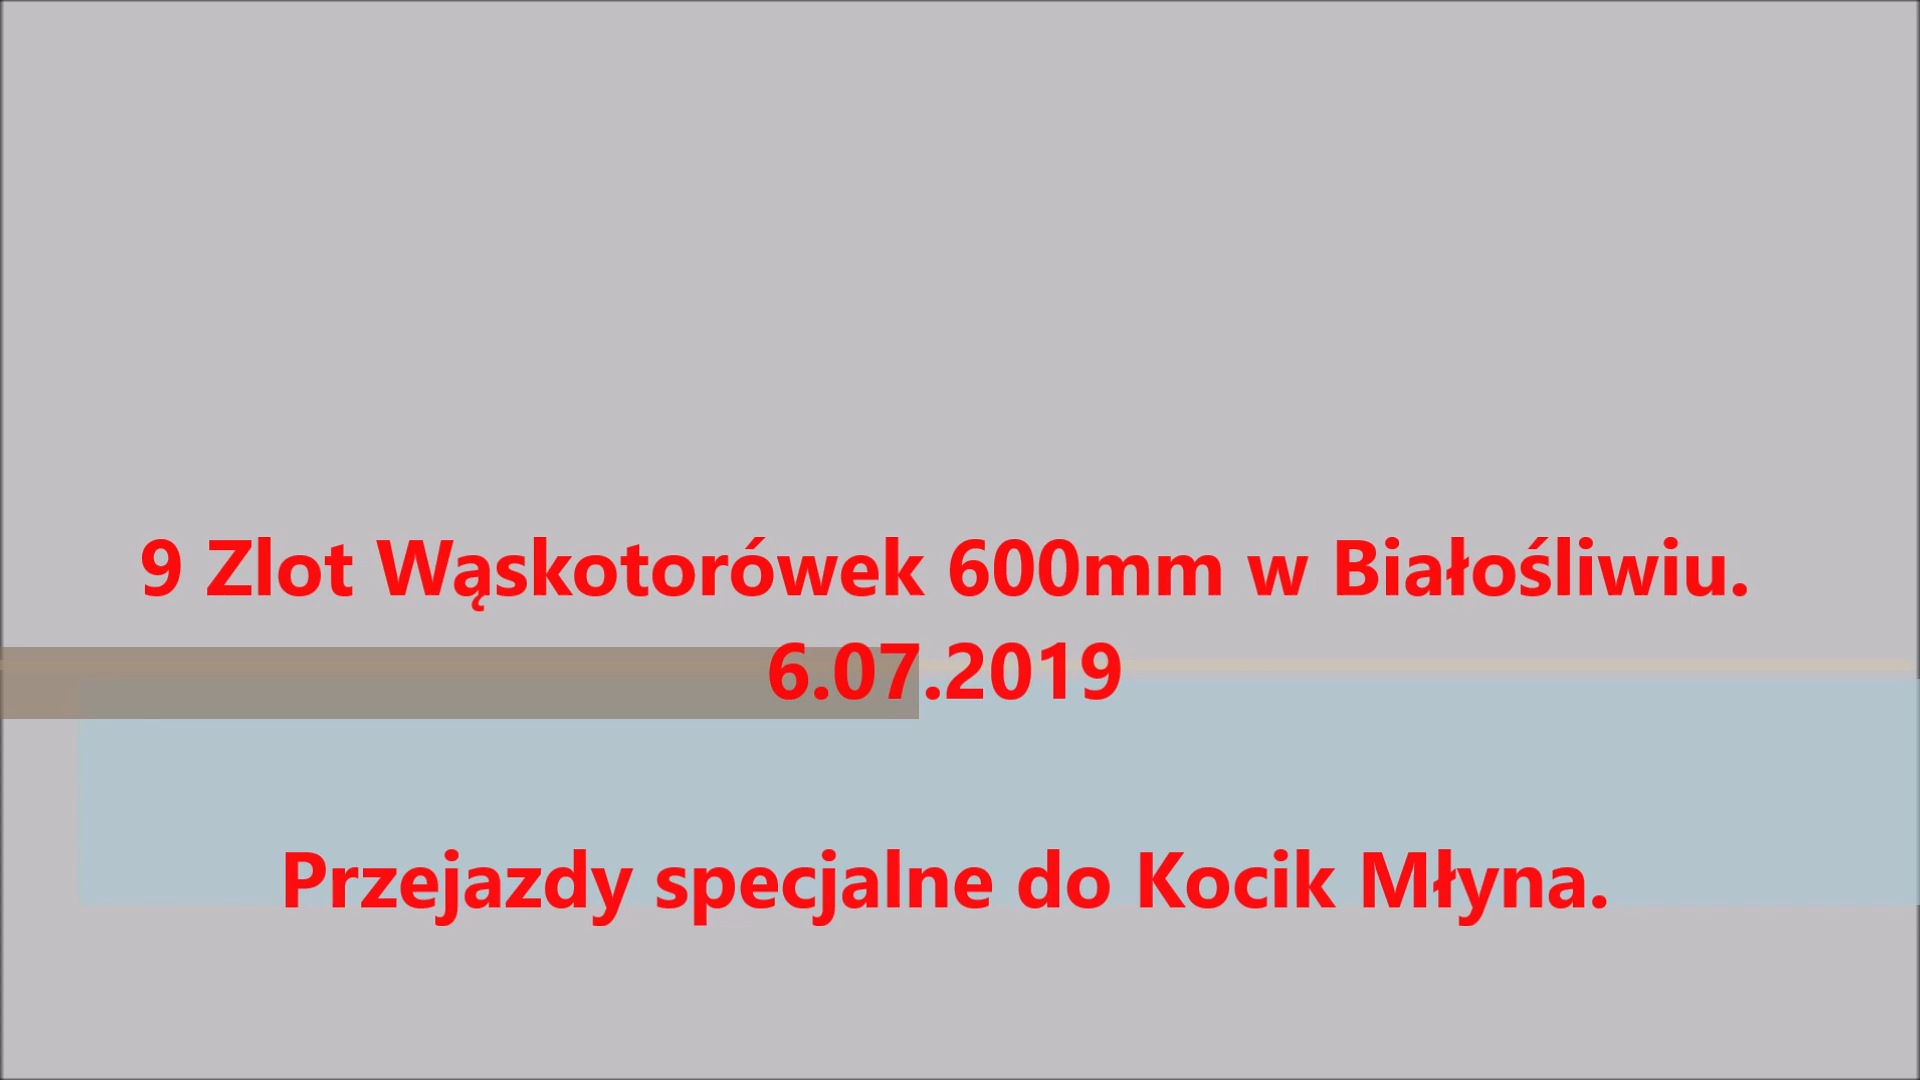 9 Zlot Wąskotorówek 600mm w Białośliwiu.
6.07.2019
Przejazdy specjalne do Kocik Młyna.